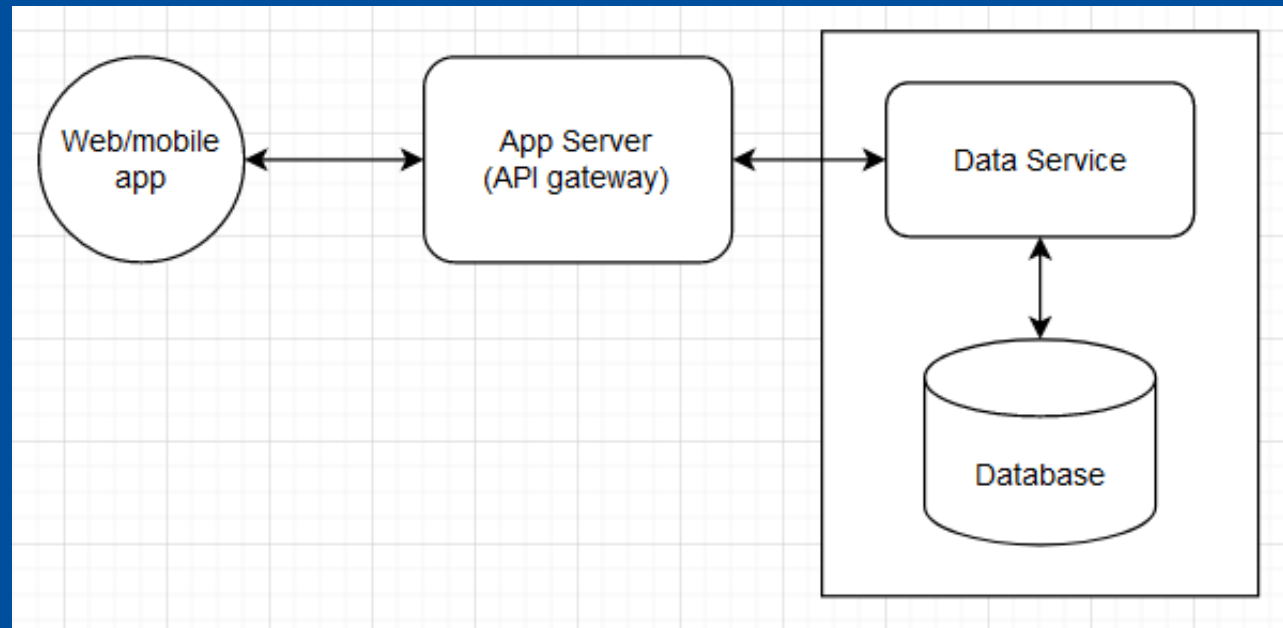 Web/mobile
app
App Server
(API gateway)
Data Service
Database